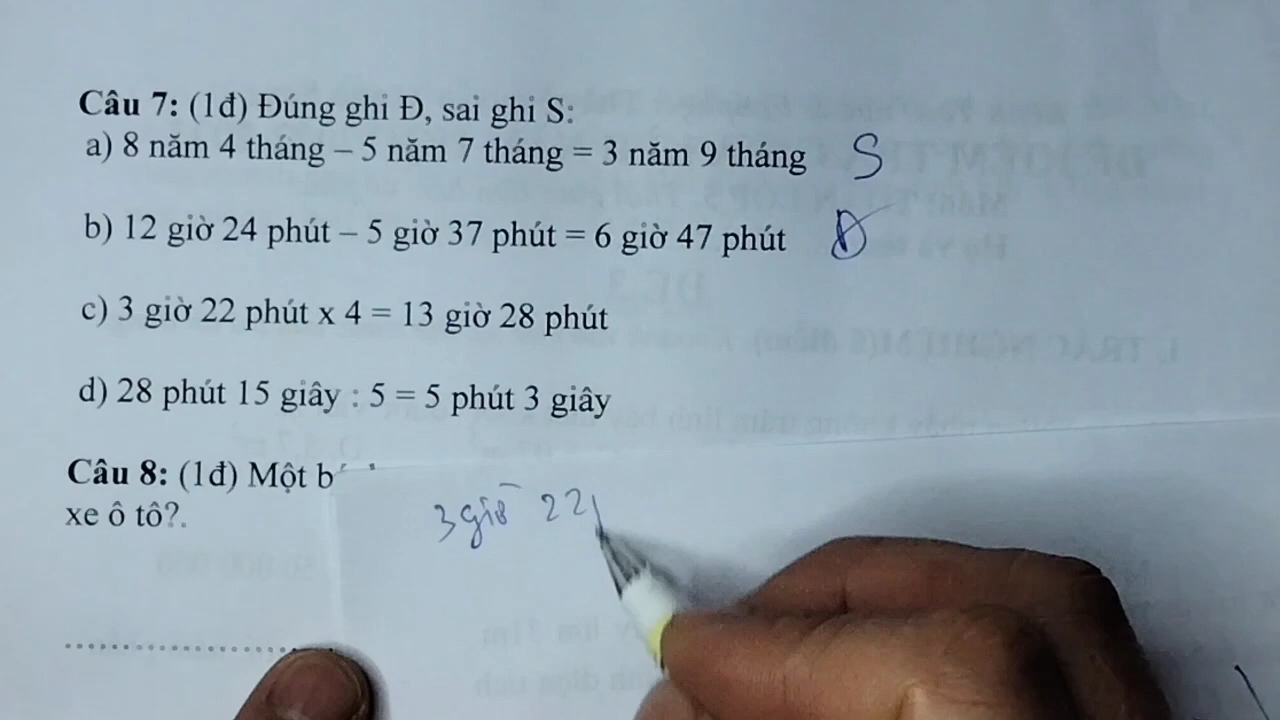 Câu 7: (1đ) Đúng ghi Đ, sai ghi S:
a) 8 năm 4 tháng – 5 năm 7 tháng = 3 năm 9 tháng S
b) 12 giờ 24 phút – 5 giờ 37 phút = 6 giờ 47 phút Đ
c) 3 giờ 22 phút x 4 = 13 giờ 28 phút
d) 28 phút 15 giây : 5 = 5 phút 3 giây
Câu 8: (1đ) Một
xe ô tô?.
3 giờ 22